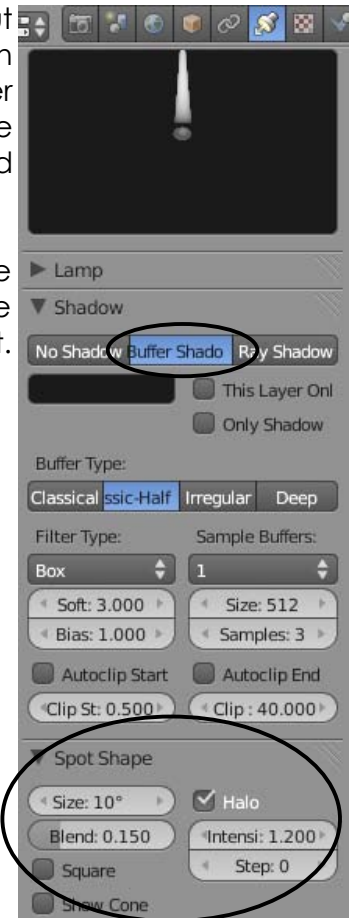 ut
n
er
e
d
Lamp
e
Shadow
e
t.
No Shadow Buffer Shado Ray Shadow
This Layer Onl
Only Shadow
Buffer Type:
Classical ssic-Half Irregular Deep
Filter Type: Sample Buffers:
Box 1
Soft: 3.000 Size: 512
Bias: 1.000 Samples: 3
Autoclip Start Autoclip End
Clip St: 0.500 Clip : 40.000
Spot Shape
Size: 10° Halo
Blend: 0.150 Intensi: 1.200
Square Step: 0
Show Cone